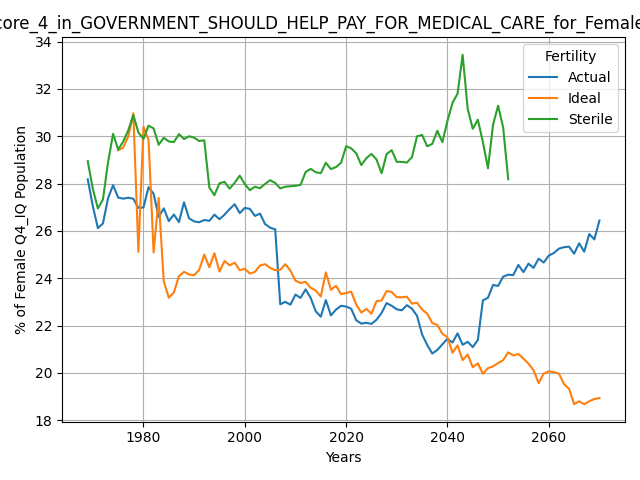 core_4_in_GOVERNMENT_SHOULD_HELP_PAY_FOR_MEDICAL_CARE_for_Female
34
32
30
28
26
24
22
20
18
% of Female Q4_IQ Population
Fertility
Actual
Ideal
Sterile
1980
2000
2020
2040
2060
Years